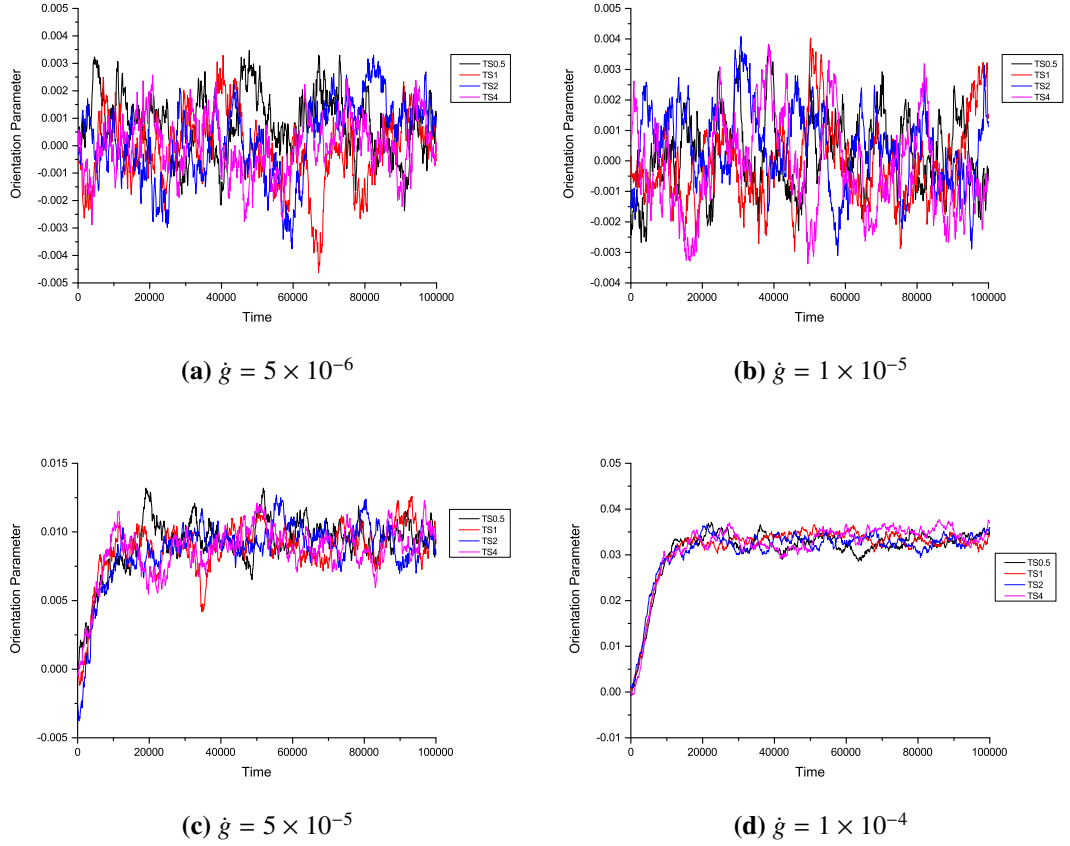 0.005
0.004
0.003
0.002
0.001
0.000
-0.001
-0.002
-0.003
-0.004
-0.005
Orientation Parameter
0 20000 40000 60000 80000 100000
Time
TS0.5
TS1
TS2
TS4
(a) ġ = 5 × 10⁻⁶
0.005
0.004
0.003
0.002
0.001
0.000
-0.001
-0.002
-0.003
-0.004
Orientation Parameter
0 20000 40000 60000 80000 100000
Time
TS0.5
TS1
TS2
TS4
(b) ġ = 1 × 10⁻⁵
0.015
0.010
0.005
0.000
-0.005
Orientation Parameter
0 20000 40000 60000 80000 100000
Time
TS0.5
TS1
TS2
TS4
(c) ġ = 5 × 10⁻⁵
0.05
0.04
0.03
0.02
0.01
0.00
-0.01
Orientation Parameter
0 20000 40000 60000 80000 100000
Time
TS0.5
TS1
TS2
TS4
(d) ġ = 1 × 10⁻⁴